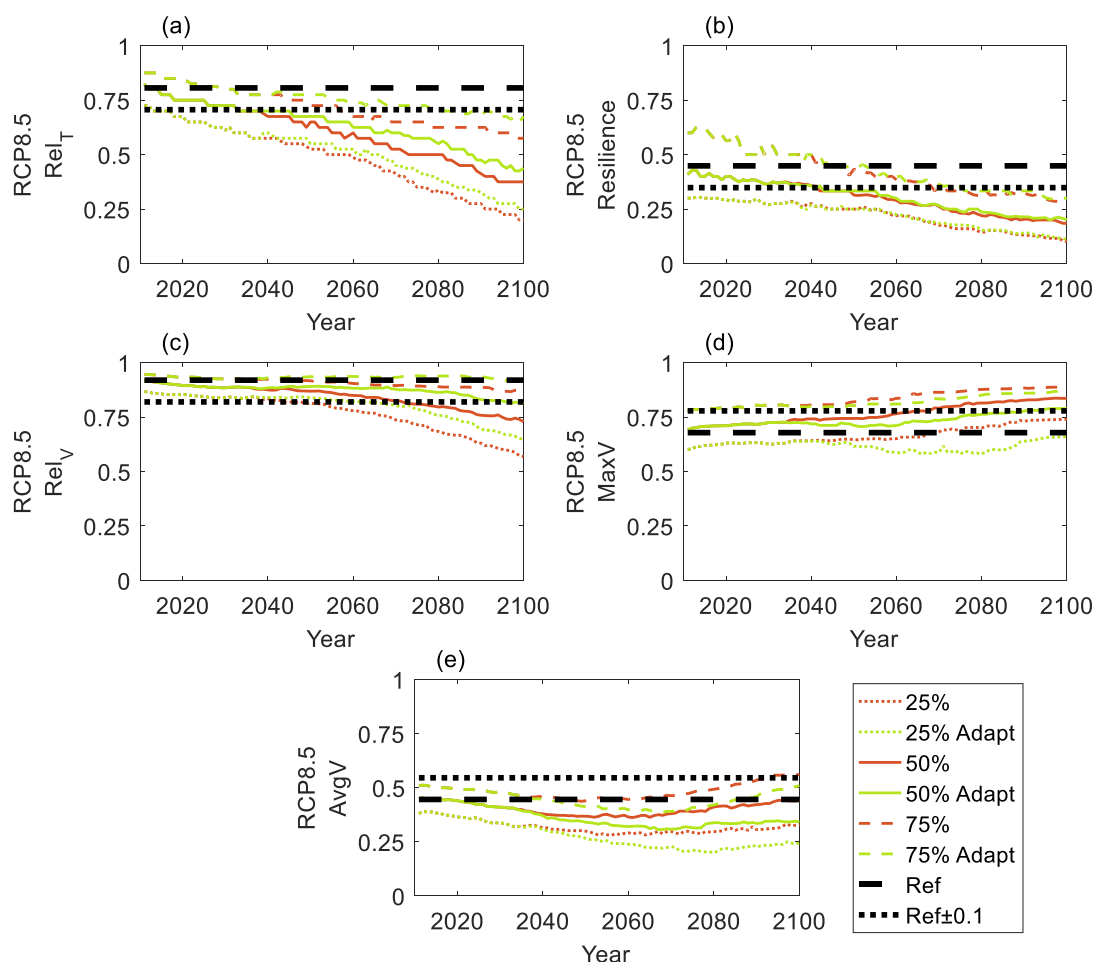 (a)
1
0.75
0.5
0.25
0
RCP8.5
Rel_T
2020 2040 2060 2080 2100
Year
(b)
1
0.75
0.5
0.25
0
RCP8.5
Resilience
2020 2040 2060 2080 2100
Year
(c)
1
0.75
0.5
0.25
0
RCP8.5
Rel_V
2020 2040 2060 2080 2100
Year
(d)
1
0.75
0.5
0.25
0
RCP8.5
MaxV
2020 2040 2060 2080 2100
Year
(e)
1
0.75
0.5
0.25
0
RCP8.5
AvgV
2020 2040 2060 2080 2100
Year
25%
25% Adapt
50%
50% Adapt
75%
75% Adapt
Ref
Ref±0.1